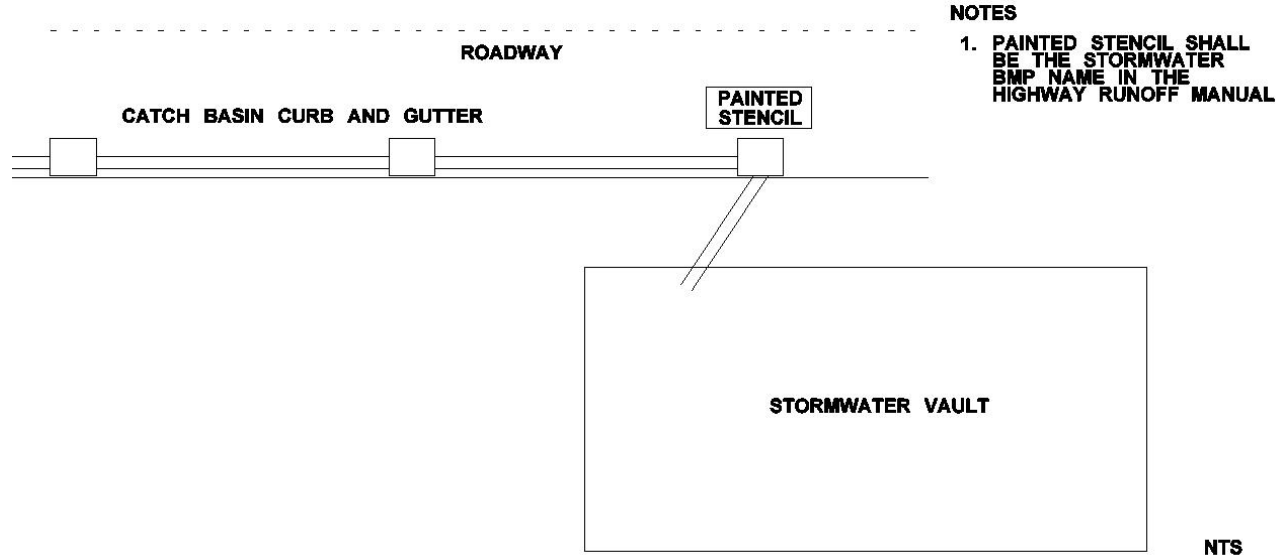 NOTES
1. PAINTED STENCIL SHALL
BE THE STORMWATER
BMP NAME IN THE
HIGHWAY RUNOFF MANUAL
ROADWAY
PAINTED
STENCIL
CATCH BASIN CURB AND GUTTER
STORMWATER VAULT
NTS